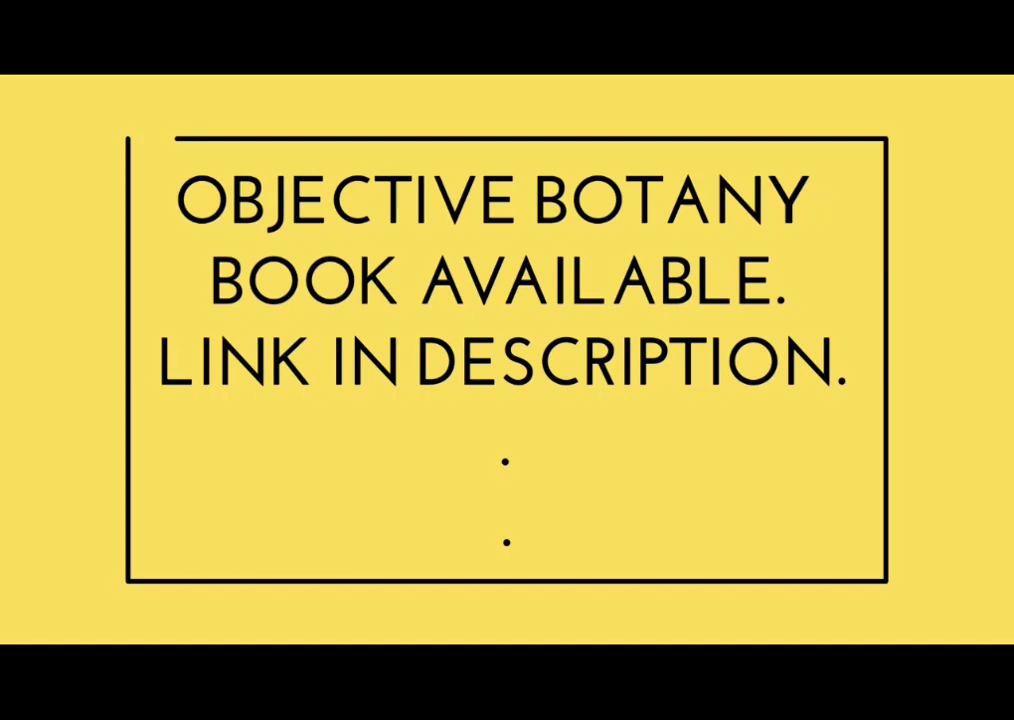 OBJECTIVE BOTANY
BOOK AVAILABLE.
LINK IN DESCRIPTION.
.
.